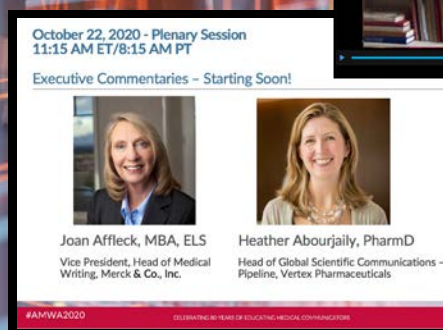 October 22, 2020 - Plenary Session
11:15 AM ET/8:15 AM PT
Executive Commentaries – Starting Soon!
Joan Affleck, MBA, ELS
Vice President, Head of Medical
Writing, Merck & Co., Inc.
Heather Abourjaily, PharmD
Head of Global Scientific Communications –
Pipeline, Vertex Pharmaceuticals
#AMWA2020
CELEBRATING 80 YEARS OF EDUCATING MEDICAL COMMUNICATORS